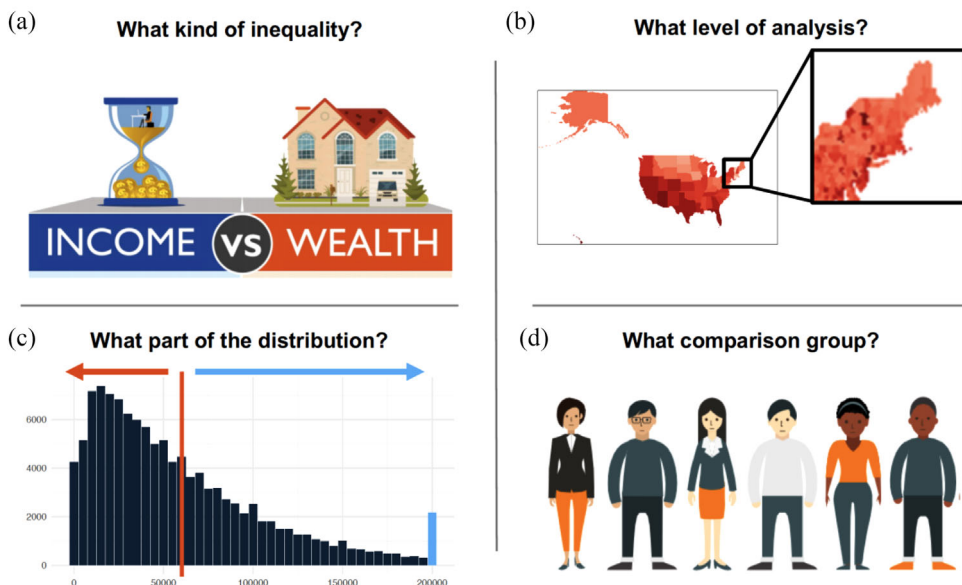 (a)
What kind of inequality?
INCOME VS WEALTH
(b)
What level of analysis?
(c)
What part of the distribution?
6000
4000
2000
0
0 50000 100000 150000 200000
(d)
What comparison group?